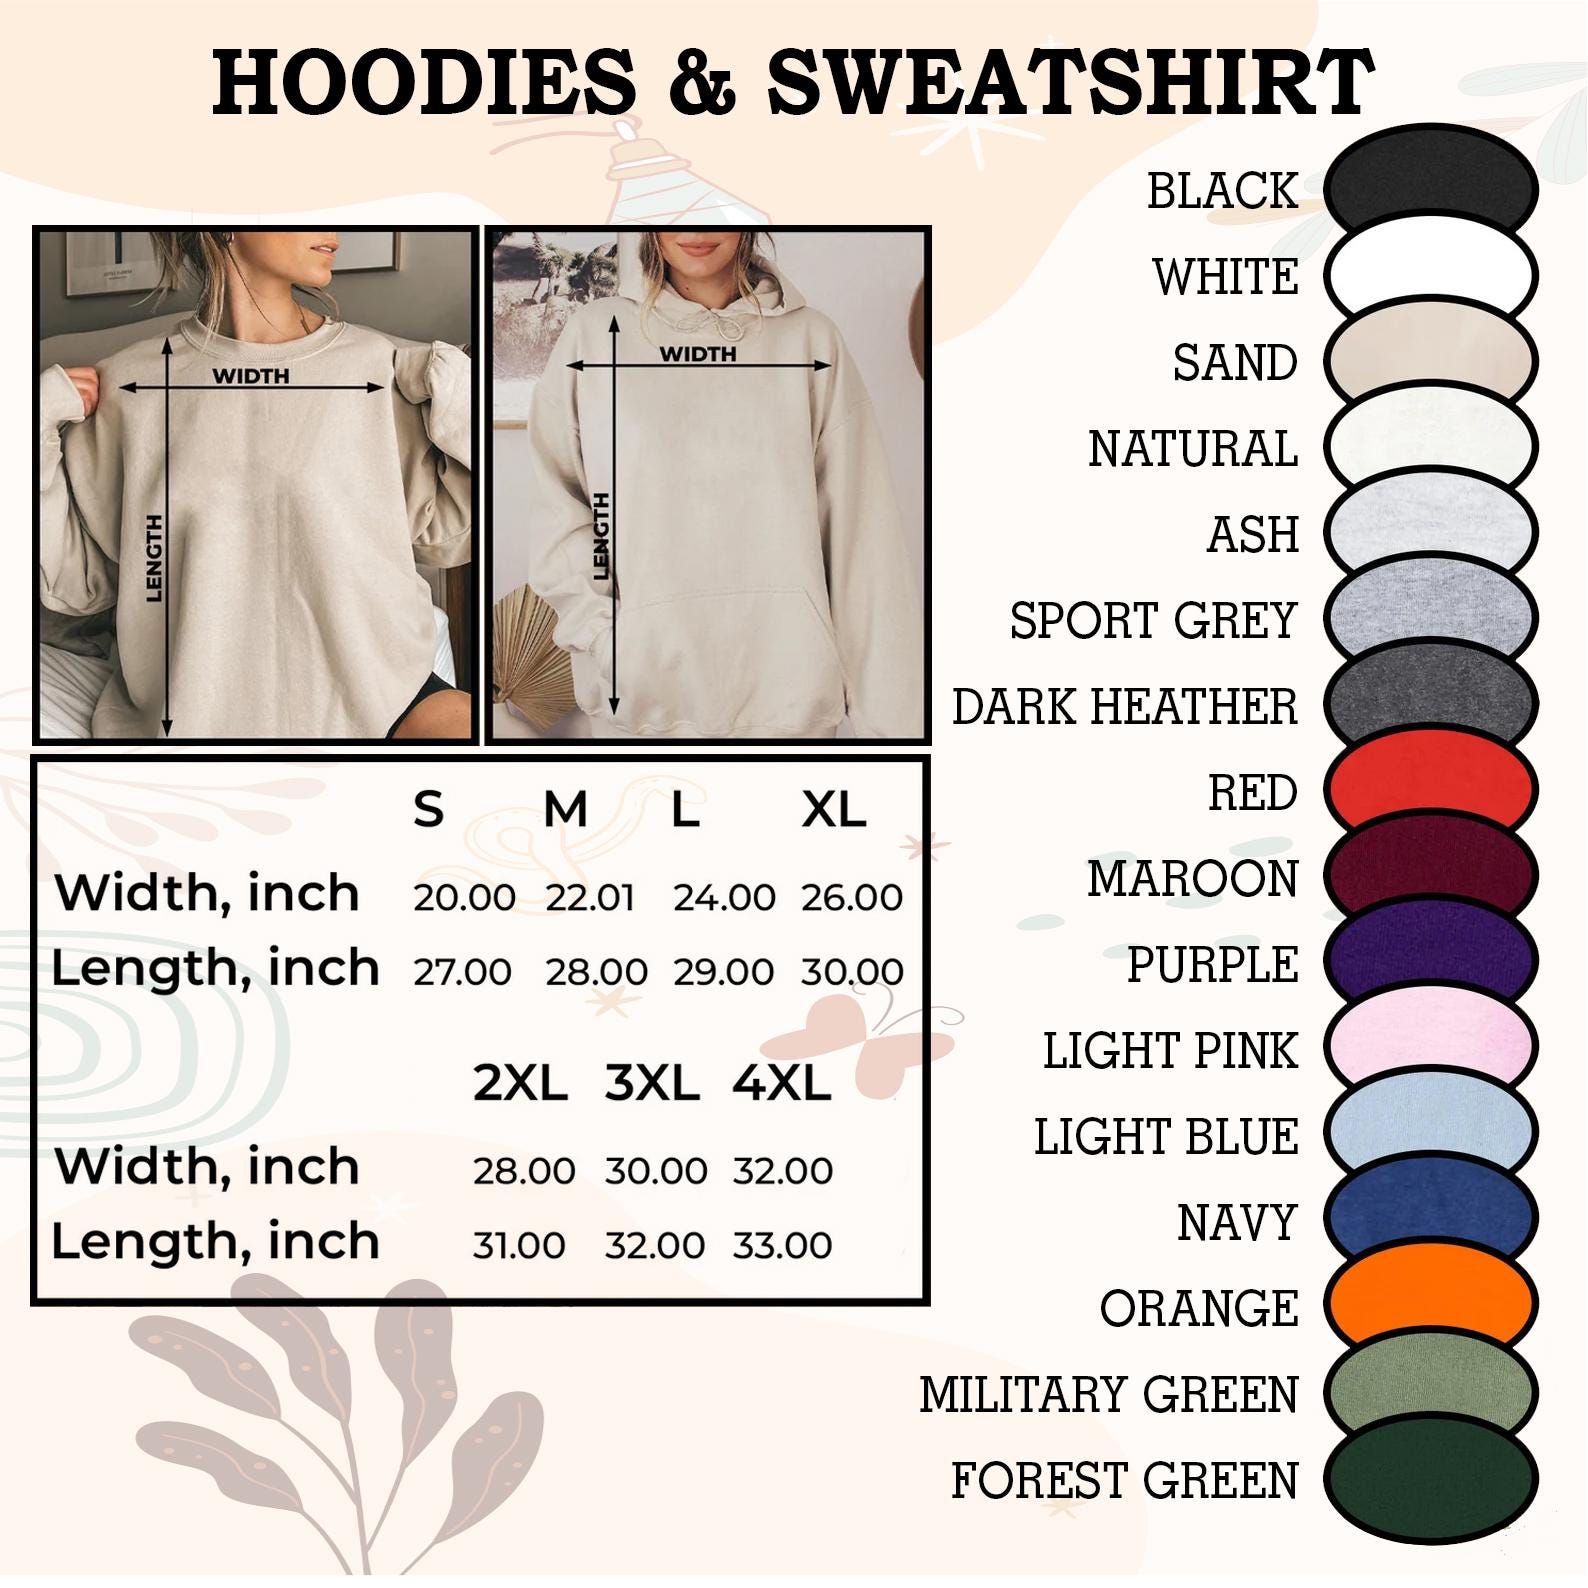 HOODIES & SWEATSHIRT
WIDTH
LENGTH
WIDTH
LENGTH
S M L XL
Width, inch 20.00 22.01 24.00 26.00
Length, inch 27.00 28.00 29.00 30.00
2XL 3XL 4XL
Width, inch 28.00 30.00 32.00
Length, inch 31.00 32.00 33.00
BLACK
WHITE
SAND
NATURAL
ASH
SPORT GREY
DARK HEATHER
RED
MAROON
PURPLE
LIGHT PINK
LIGHT BLUE
NAVY
ORANGE
MILITARY GREEN
FOREST GREEN